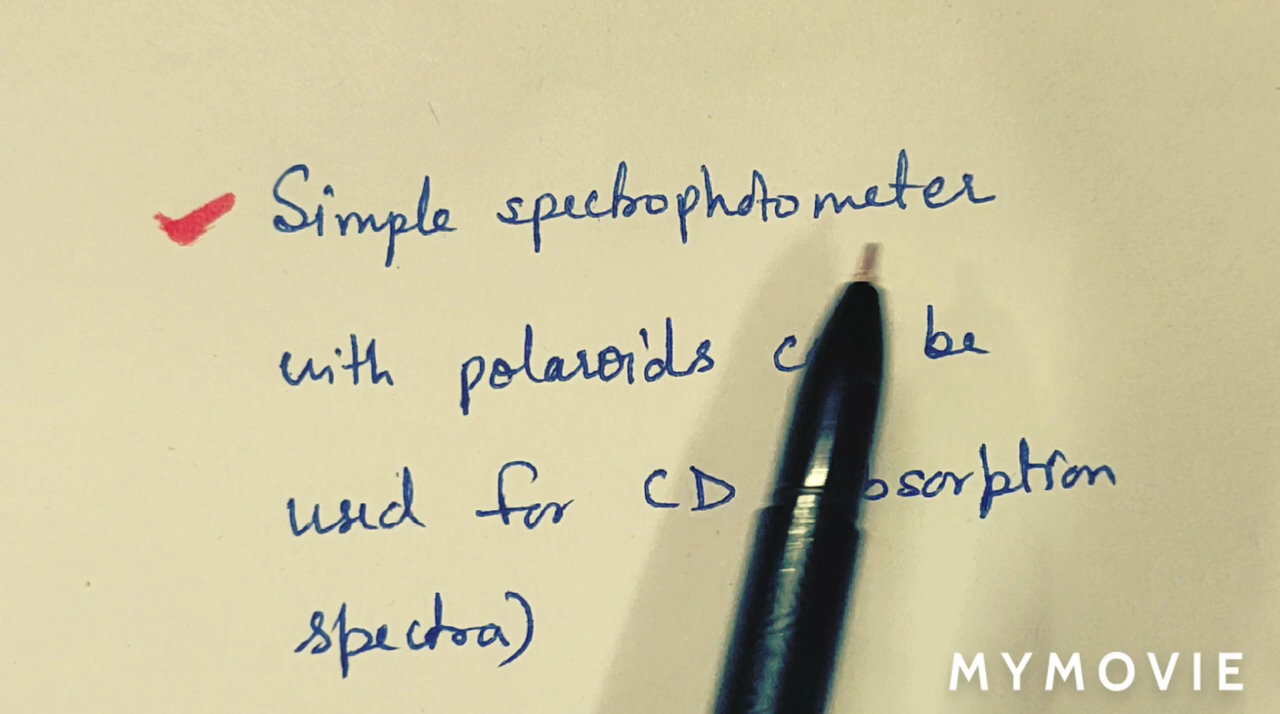 Simple spectrophotometer
with polaroids be
used for CD
spectra)
MYMOVIE